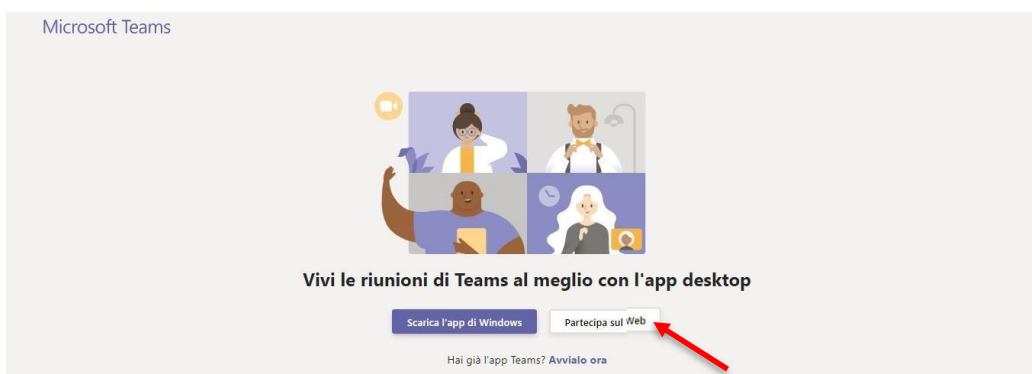 Microsoft Teams
Vivi le riunioni di Teams al meglio con l'app desktop
Scarica l'app di Windows
Partecipa sul Web
Hai già l'app Teams? Avvialo ora